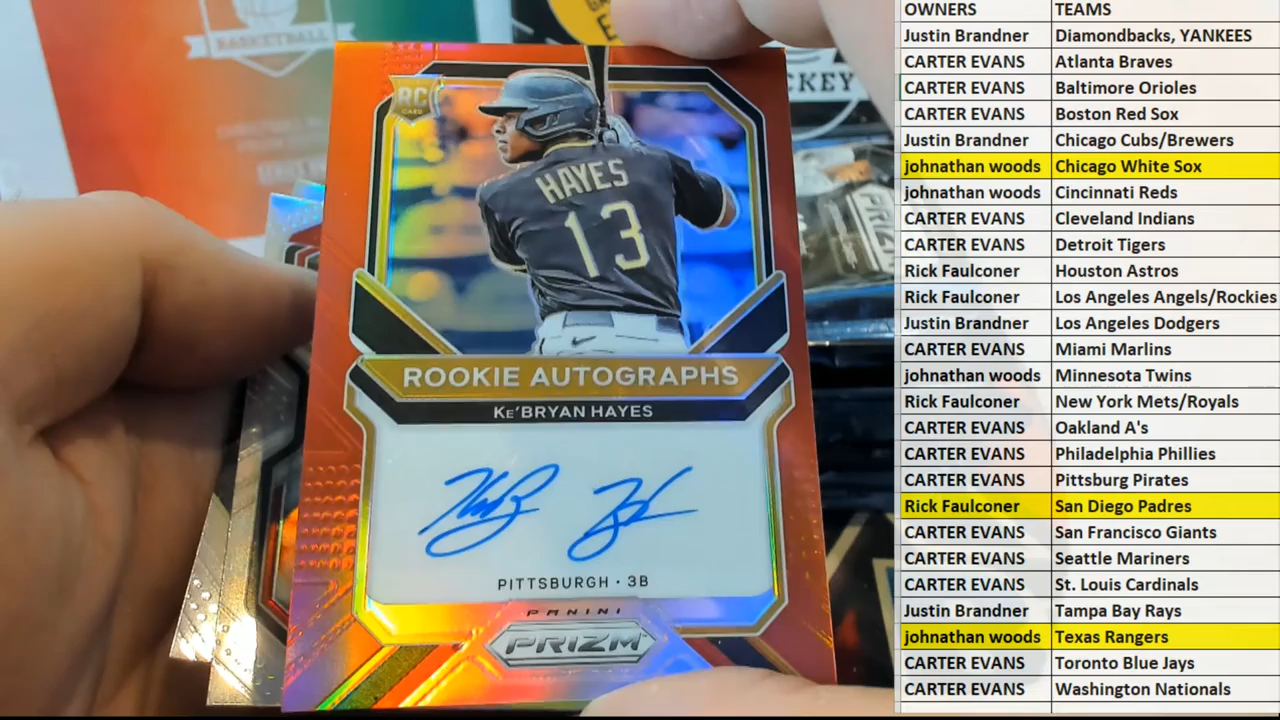 BASKETBALL
RC
CARD
HAYES
13
ROOKIE AUTOGRAPHS
KE'BRYAN HAYES
PITTSBURGH · 3B
PANINI
PRIZM
PRIZM
OWNERS TEAMS
Justin Brandner Diamondbacks, YANKEES
CARTER EVANS Atlanta Braves
CARTER EVANS Baltimore Orioles
CARTER EVANS Boston Red Sox
Justin Brandner Chicago Cubs/Brewers
johnathan woods Chicago White Sox
johnathan woods Cincinnati Reds
CARTER EVANS Cleveland Indians
CARTER EVANS Detroit Tigers
Rick Faulconer Houston Astros
Rick Faulconer Los Angeles Angels/Rockies
Justin Brandner Los Angeles Dodgers
CARTER EVANS Miami Marlins
johnathan woods Minnesota Twins
Rick Faulconer New York Mets/Royals
CARTER EVANS Oakland A's
CARTER EVANS Philadelphia Phillies
CARTER EVANS Pittsburg Pirates
Rick Faulconer San Diego Padres
CARTER EVANS San Francisco Giants
CARTER EVANS Seattle Mariners
CARTER EVANS St. Louis Cardinals
Justin Brandner Tampa Bay Rays
johnathan woods Texas Rangers
CARTER EVANS Toronto Blue Jays
CARTER EVANS Washington Nationals